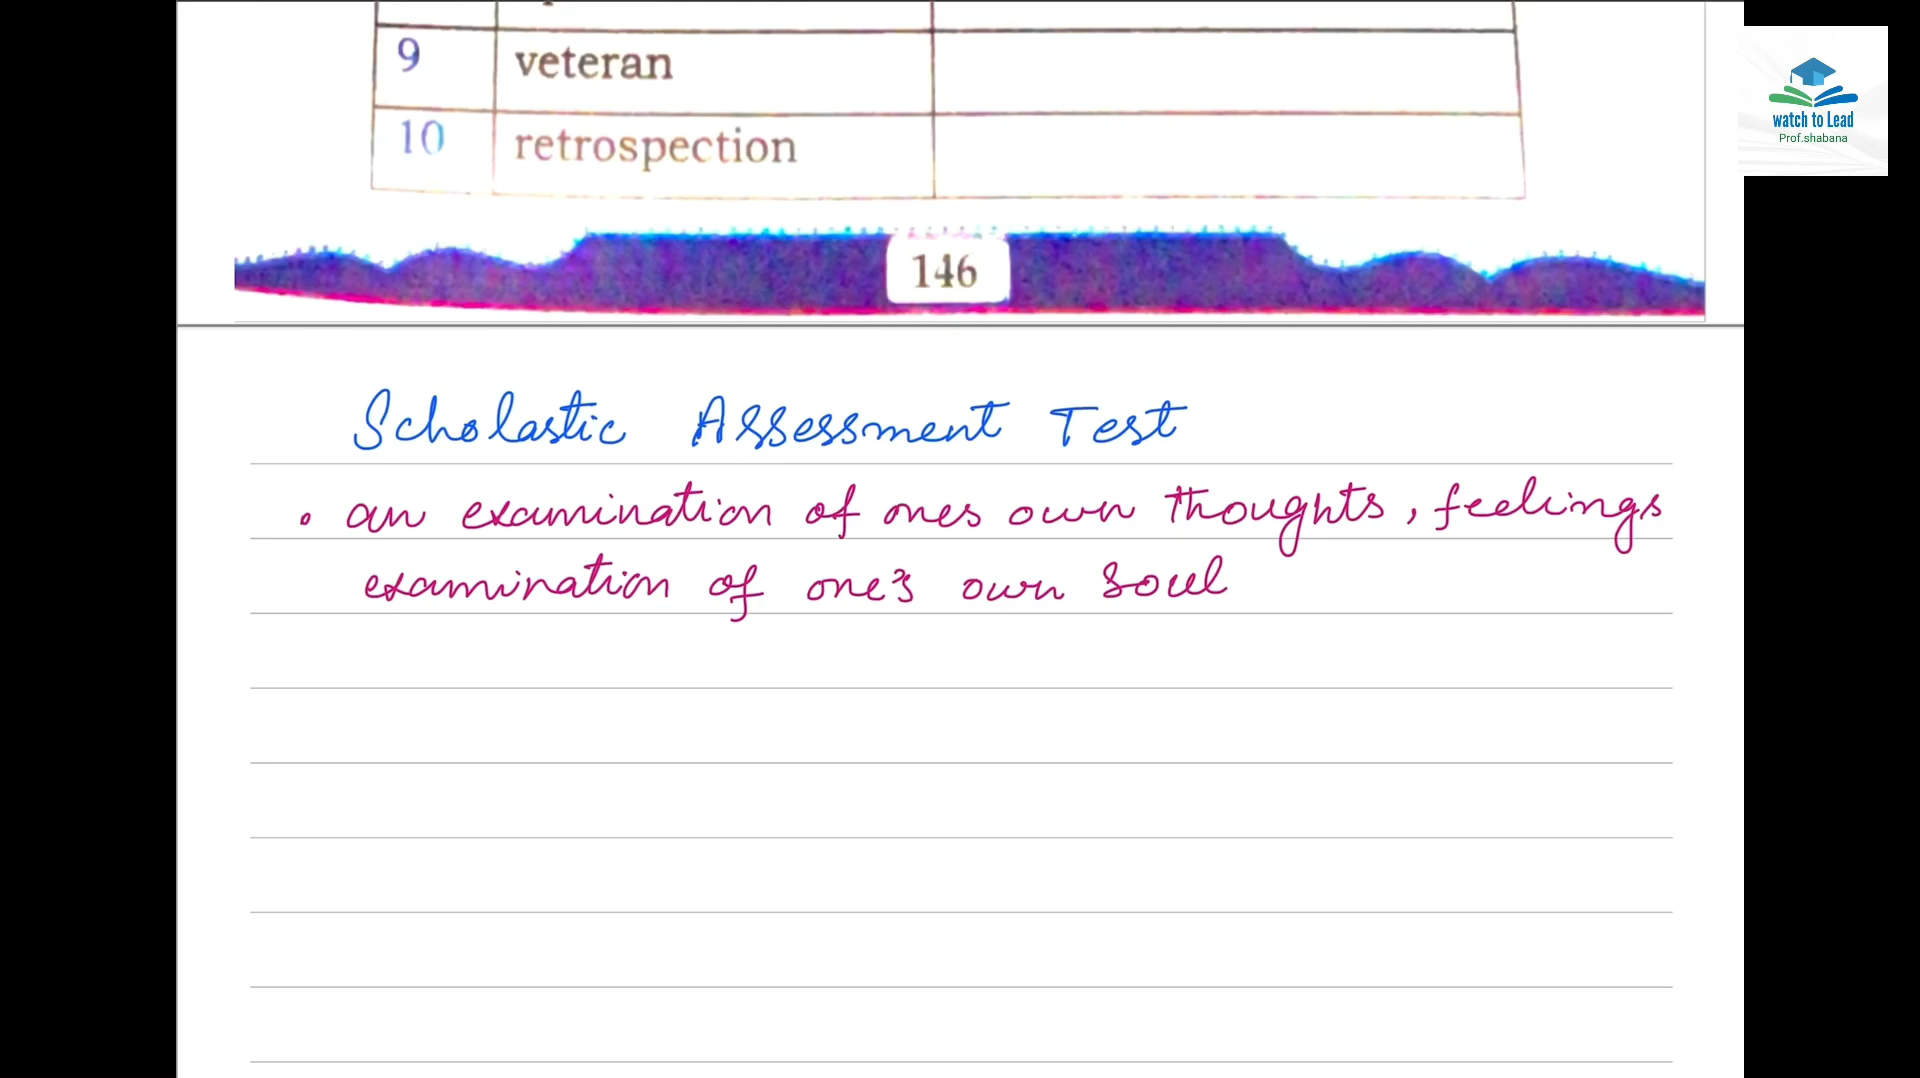 9 veteran
10 retrospection
146
watch to Lead
Prof.shabana
Scholastic Assessment Test
• an examination of ones own thoughts, feelings
examination of one's own soul